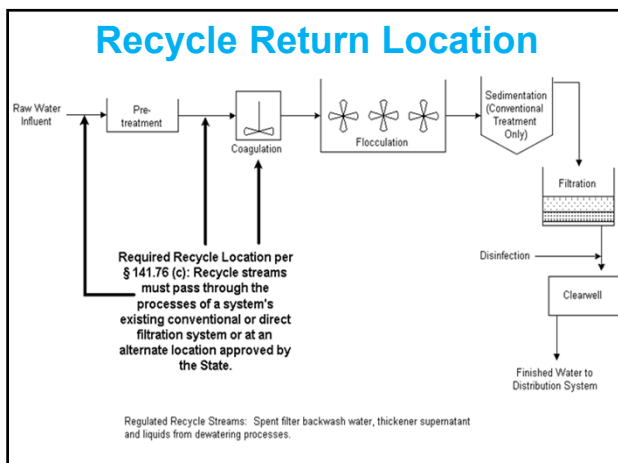 Recycle Return Location
Raw Water
Influent
Pre-
treatment
Coagulation
Flocculation
Sedimentation
(Conventional
Treatment
Only)
Filtration
Required Recycle Location per
§ 141.76 (c): Recycle streams
must pass through the
processes of a system's
existing conventional or direct
filtration system or at an
alternate location approved by
the State.
Disinfection
Clearwell
Finished Water to
Distribution System
Regulated Recycle Streams: Spent filter backwash water, thickener supernatant
and liquids from dewatering processes.